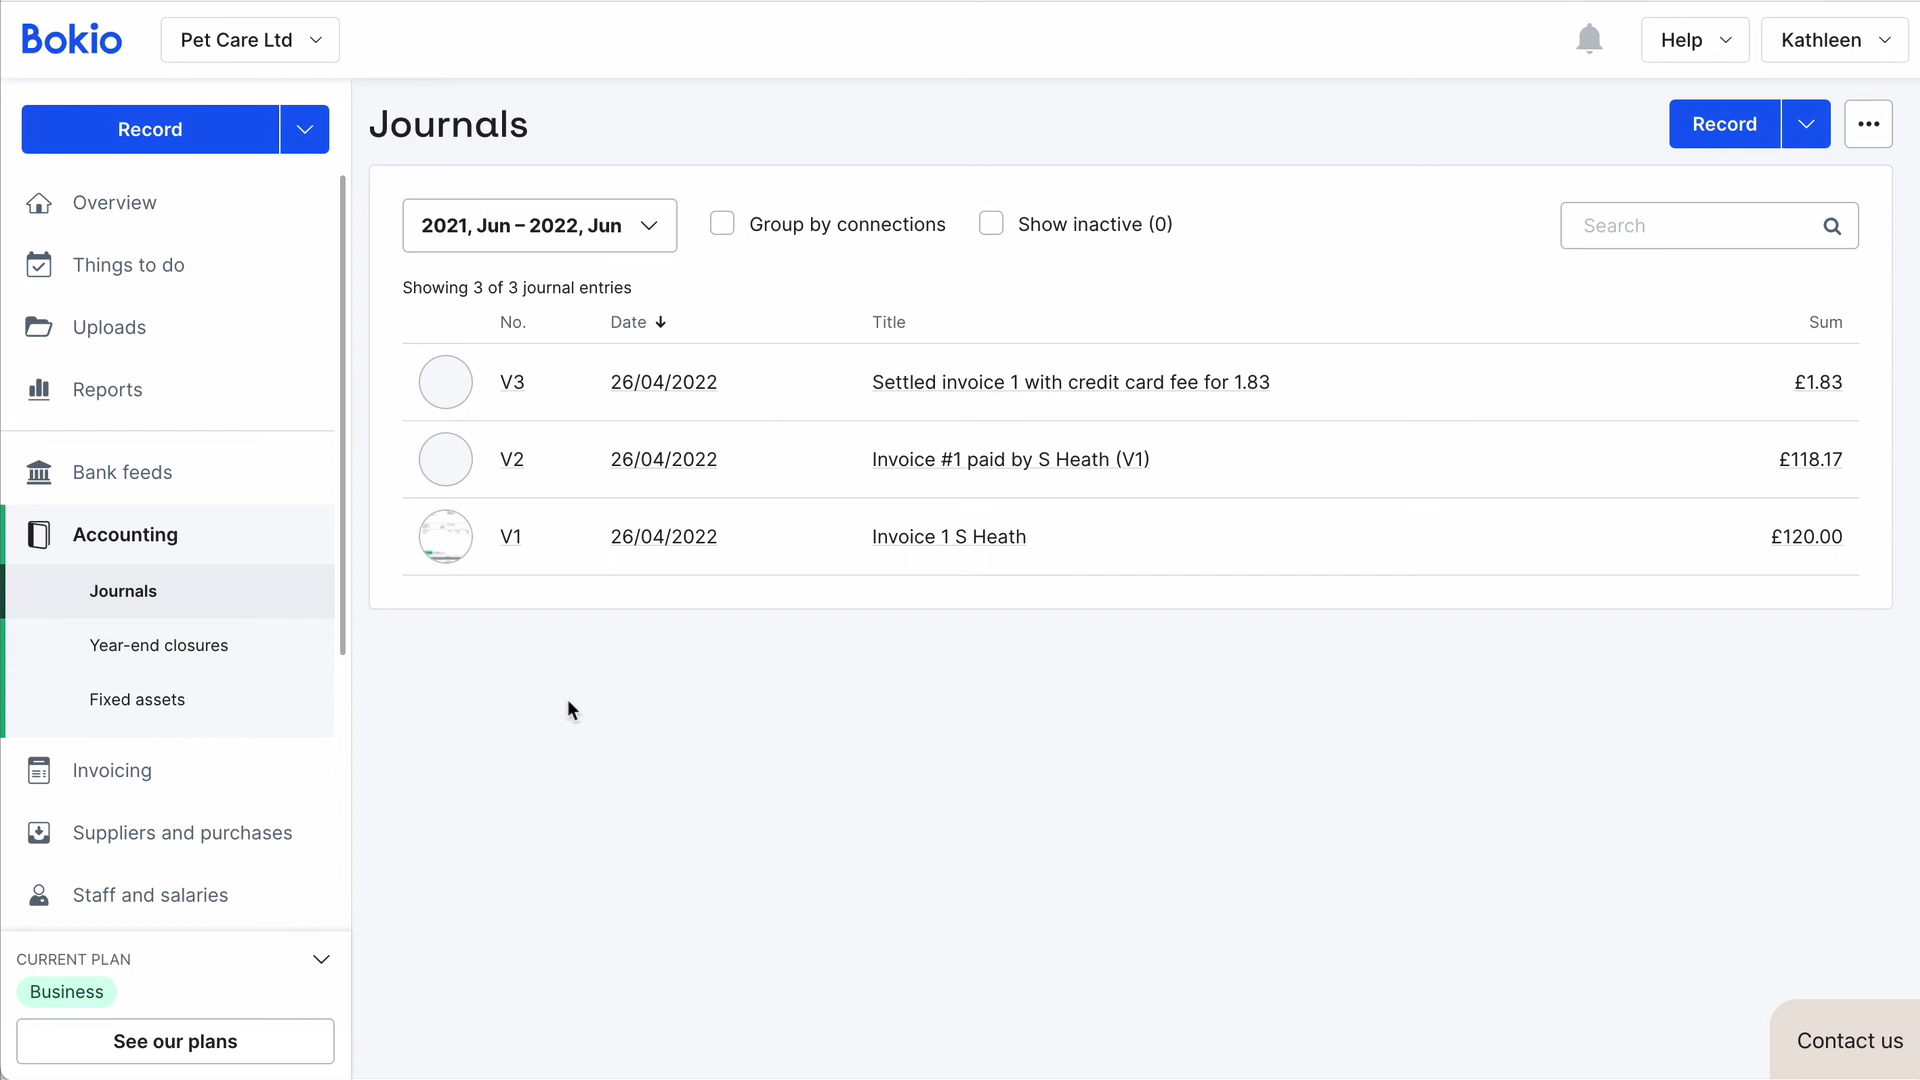 Bokio
Pet Care Ltd
Help
Kathleen
Record
Overview
Things to do
Uploads
Reports
Bank feeds
Accounting
Journals
Year-end closures
Fixed assets
Invoicing
Suppliers and purchases
Staff and salaries
CURRENT PLAN
Business
See our plans
Journals
Record
2021, Jun – 2022, Jun
Group by connections
Show inactive (0)
Search
Showing 3 of 3 journal entries
No. Date Title Sum
V3 26/04/2022 Settled invoice 1 with credit card fee for 1.83 £1.83
V2 26/04/2022 Invoice #1 paid by S Heath (V1) £118.17
V1 26/04/2022 Invoice 1 S Heath £120.00
Contact us